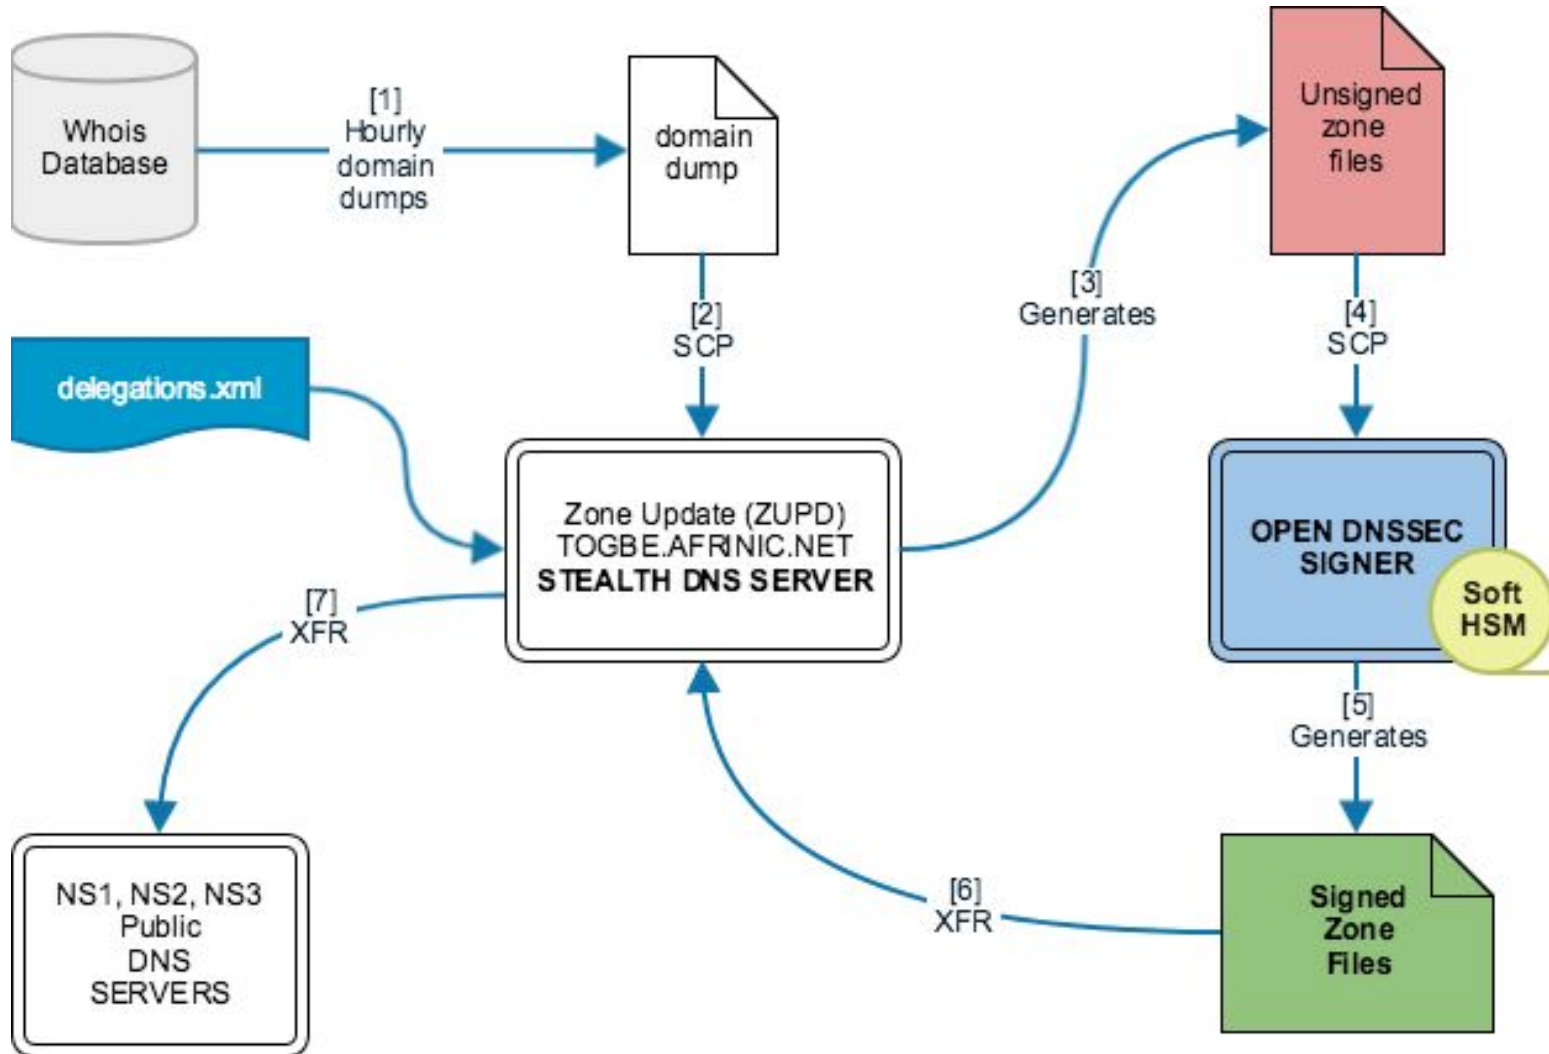 Whois
Database
[1]
Hourly
domain
dumps
domain
dump
Unsigned
zone
files
[2]
SCP
[3]
Generates
[4]
SCP
delegations.xml
Zone Update (ZUPD)
TOGBE.AFRINIC.NET
STEALTH DNS SERVER
OPEN DNSSEC
SIGNER
Soft
HSM
[7]
XFR
[5]
Generates
NS1, NS2, NS3
Public
DNS
SERVERS
[6]
XFR
Signed
Zone
Files